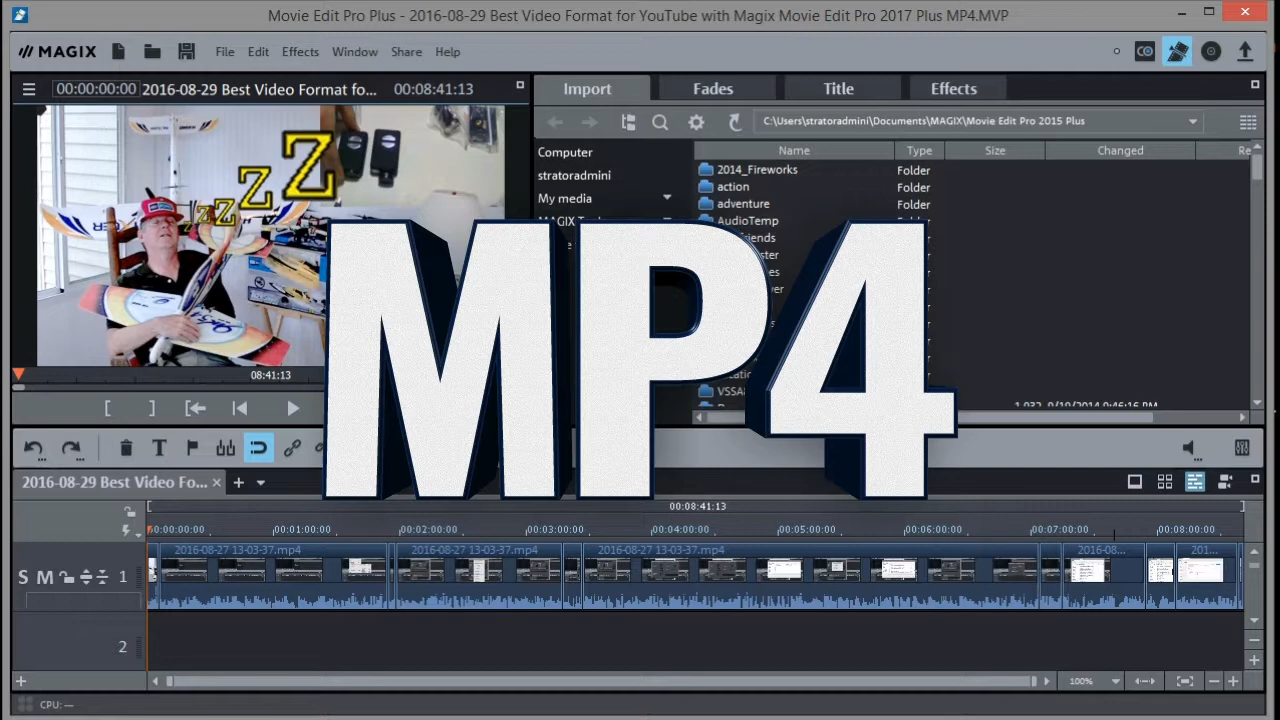 Movie Edit Pro Plus - 2016-08-29 Best Video Format for YouTube with Magix Movie Edit Pro 2017 Plus MP4.MVP
MAGIX File Edit Effects Window Share Help
00:00:00:00 2016-08-29 Best Video Format fo... 00:08:41:13
Import Fades Title Effects
C:\Users\stratoradmini\Documents\MAGIX\Movie Edit Pro 2015 Plus
Computer
stratoradmini
My media
Name Type Size Changed Re
2014_Fireworks Folder
action Folder
adventure Folder
AudioTemp
Z
Z
Z
Z
MP4
08:41:13
2016-08-29 Best Video Fo...
00:08:41:13
00:00:00:00 00:01:00:00 00:02:00:00 00:03:00:00 00:04:00:00 00:05:00:00 00:06:00:00 00:07:00:00 00:08:00:00
2016-08-27 13-03-37.mp4 2016-08-27 13-03-37.mp4 2016-08-27 13-03-37.mp4 2016-08... 201...
S M 1
2
100%
CPU: —